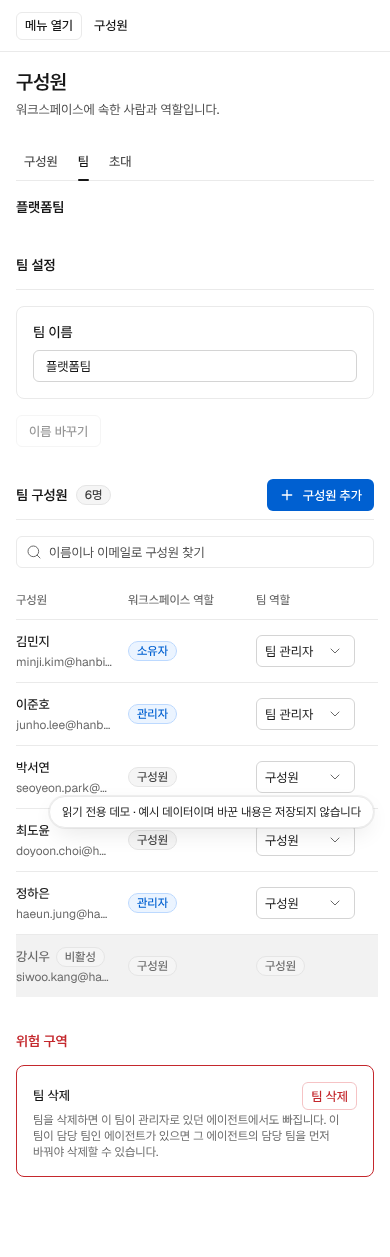 메뉴 열기 구성원
구성원
워크스페이스에 속한 사람과 역할입니다.
구성원 팀 초대
플랫폼팀
팀 설정
팀 이름
플랫폼팀
이름 바꾸기
팀 구성원 6명 + 구성원 추가
이름이나 이메일로 구성원 찾기
구성원 워크스페이스 역할 팀 역할
김민지
minji.kim@hanbi... 소유자 팀 관리자
이준호
junho.lee@hanb... 관리자 팀 관리자
박서연
seoyeon.park@... 구성원 구성원
읽기 전용 데모 · 예시 데이터이며 바꾼 내용은 저장되지 않습니다
최도윤
doyoon.choi@h... 구성원 구성원
정하은
haeun.jung@ha... 관리자 구성원
강시우 비활성
siwoo.kang@ha... 구성원 구성원
위험 구역
팀 삭제 팀 삭제
팀을 삭제하면 이 팀이 관리자로 있던 에이전트에서도 빠집니다. 이
팀이 담당 팀인 에이전트가 있으면 그 에이전트의 담당 팀을 먼저
바꿔야 삭제할 수 있습니다.